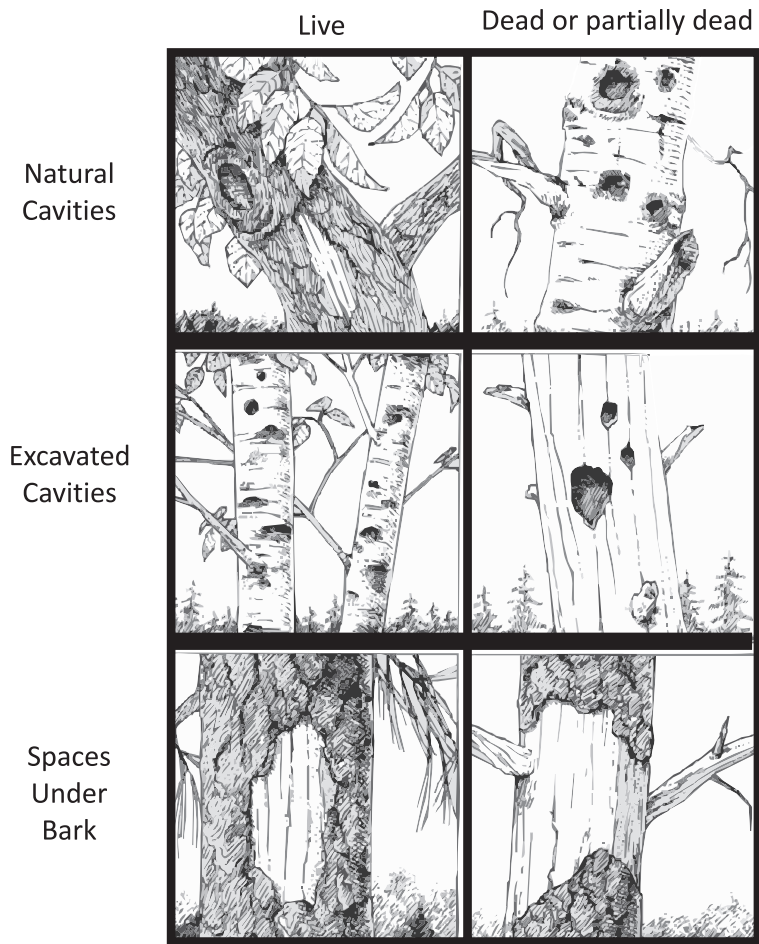 Live
Dead or partially dead
Natural
Cavities
Excavated
Cavities
Spaces
Under
Bark